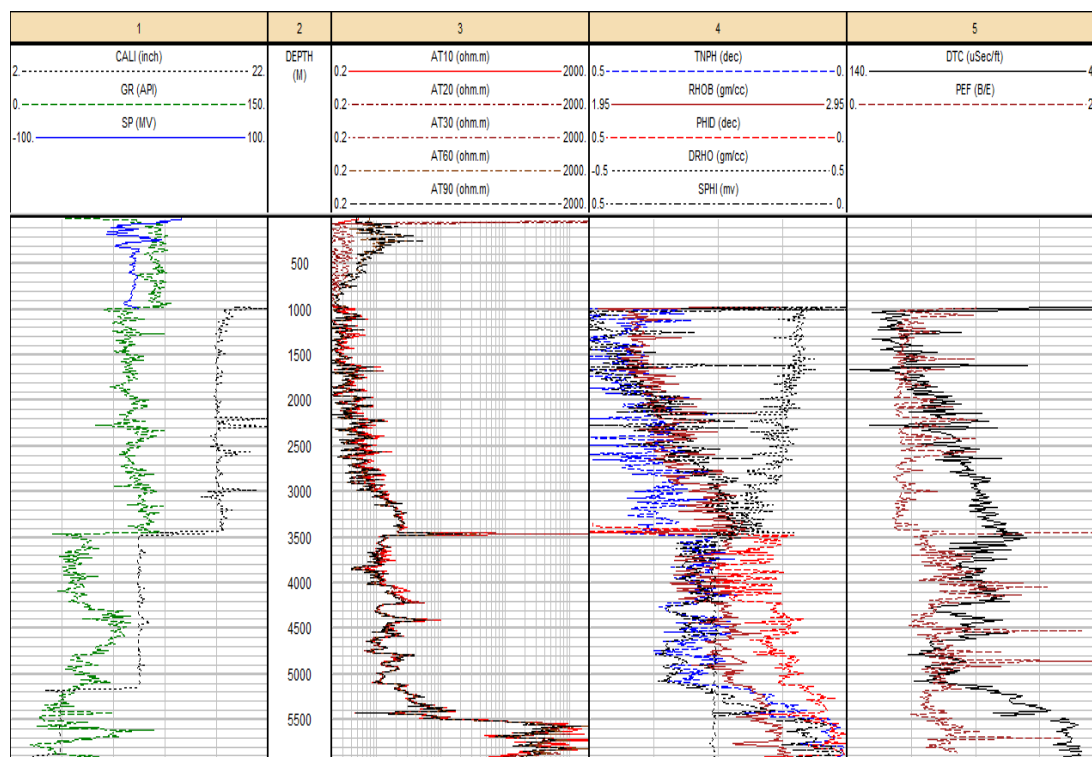 1 2 3 4 5
CALI (inch)
2. 22.
GR (API)
0. 150.
SP (MV)
-100. 100.
DEPTH
(M)
AT10 (ohm.m)
0.2 2000.
AT20 (ohm.m)
0.2 2000.
AT30 (ohm.m)
0.2 2000.
AT60 (ohm.m)
0.2 2000.
AT90 (ohm.m)
0.2 2000.
TNPH (dec)
0.5 0.
RHOB (gm/cc)
1.95 2.95
PHID (dec)
0.5 0.
DRHO (gm/cc)
-0.5 0.5
SPHI (mv)
0.5 0.
DTC (uSec/ft)
140.
PEF (B/E)
0.
500
1000
1500
2000
2500
3000
3500
4000
4500
5000
5500